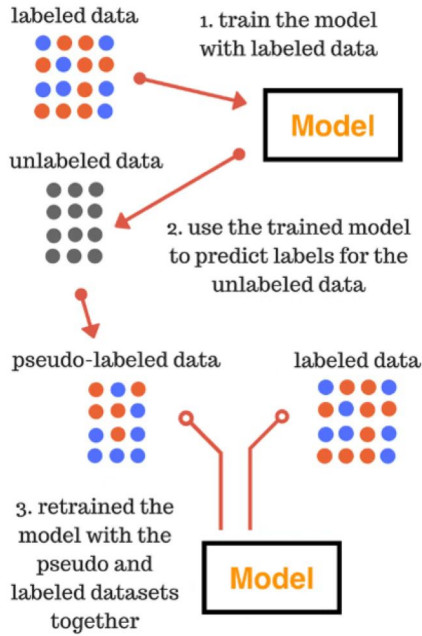 labeled data
1. train the model
with labeled data
Model
unlabeled data
2. use the trained model
to predict labels for the
unlabeled data
pseudo-labeled data
labeled data
3. retrained the
model with the
pseudo and
labeled datasets
together
Model